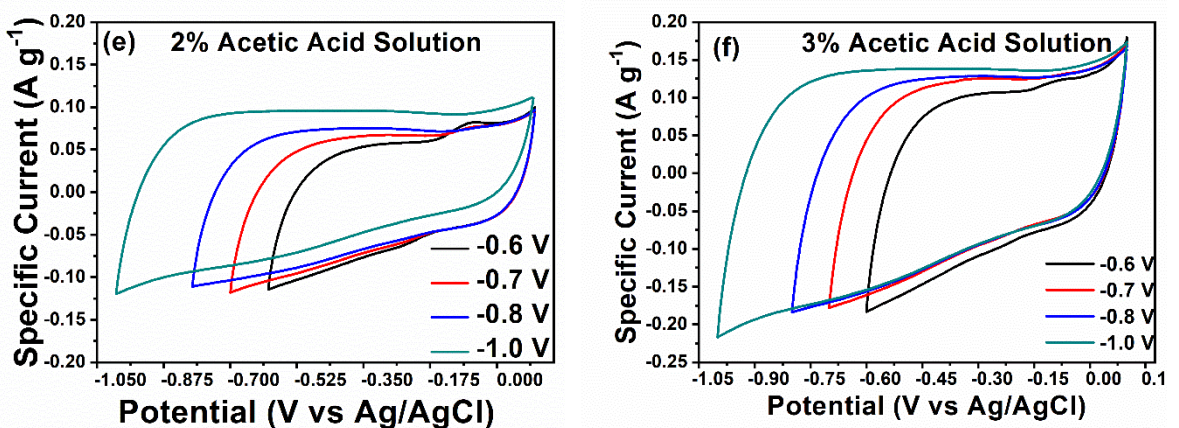 (e) 2% Acetic Acid Solution
Specific Current (A g-1)
0.20
0.15
0.10
0.05
0.00
-0.05
-0.10
-0.15
-0.20
-0.6 V
-0.7 V
-0.8 V
-1.0 V
-1.050 -0.875 -0.700 -0.525 -0.350 -0.175 0.000
Potential (V vs Ag/AgCl)
(f) 3% Acetic Acid Solution
Specific Current (A g-1)
0.20
0.15
0.10
0.05
0.00
-0.05
-0.10
-0.15
-0.20
-0.25
-0.6 V
-0.7 V
-0.8 V
-1.0 V
-1.05 -0.90 -0.75 -0.60 -0.45 -0.30 -0.15 0.00 0.1
Potential (V vs Ag/AgCl)